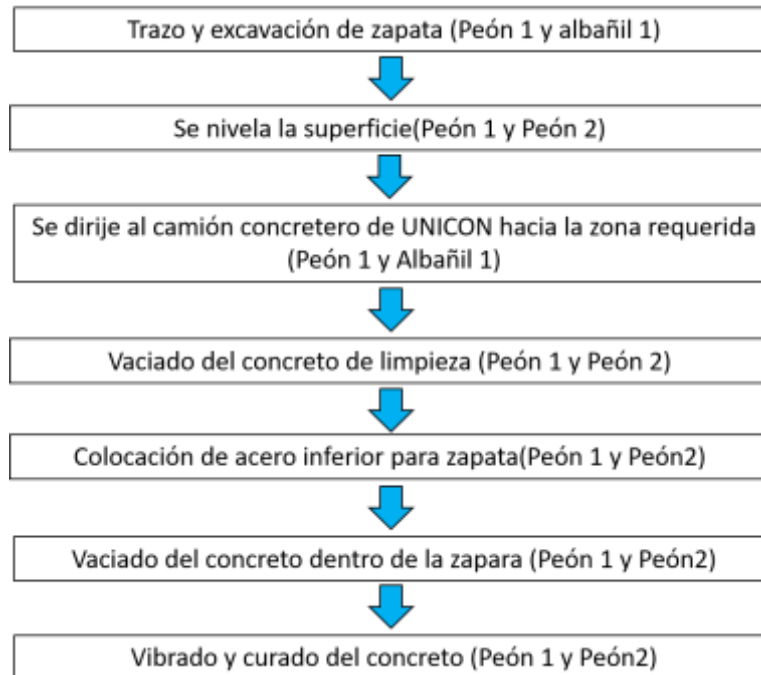 Trazo y excavación de zapata (Peón 1 y albañil 1)
Se nivela la superficie(Peón 1 y Peón 2)
Se dirije al camión concretero de UNICON hacia la zona requerida
(Peón 1 y Albañil 1)
Vaciado del concreto de limpieza (Peón 1 y Peón 2)
Colocación de acero inferior para zapata(Peón 1 y Peón2)
Vaciado del concreto dentro de la zapara (Peón 1 y Peón2)
Vibrado y curado del concreto (Peón 1 y Peón2)